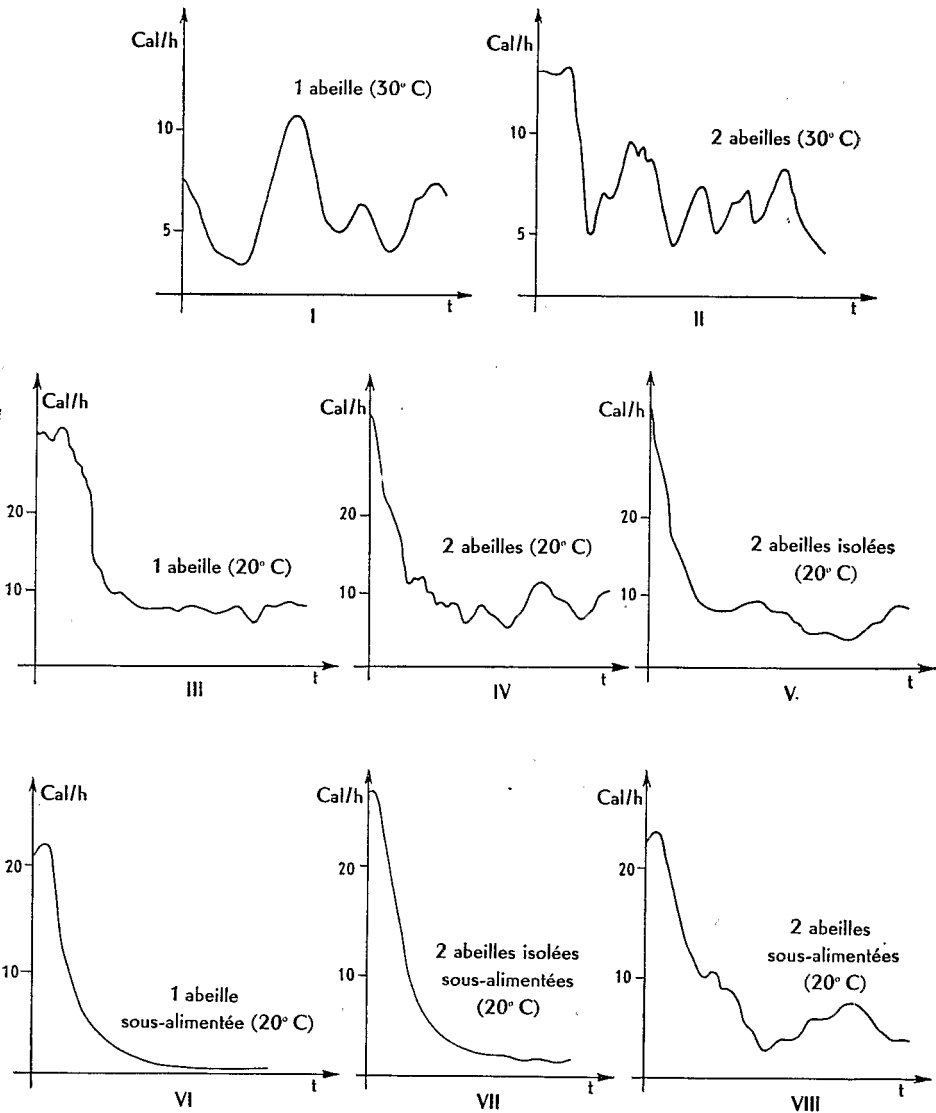 Cal/h
1 abeille (30° C)
10
5
t
I
Cal/h
2 abeilles (30° C)
10
5
t
II
Cal/h
20
1 abeille (20° C)
10
t
III
Cal/h
20
2 abeilles (20° C)
10
t
IV
Cal/h
20
2 abeilles isolées
(20° C)
10
t
V.
Cal/h
20
10
1 abeille
sous-alimentée (20° C)
t
VI
Cal/h
20
2 abeilles isolées
sous-alimentées
10
(20° C)
t
VII
Cal/h
20
2 abeilles
sous-alimentées
10
(20° C)
t
VIII